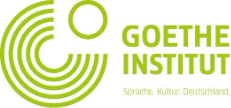 GOETHE
INSTITUT
Sprache. Kultur. Deutschland.